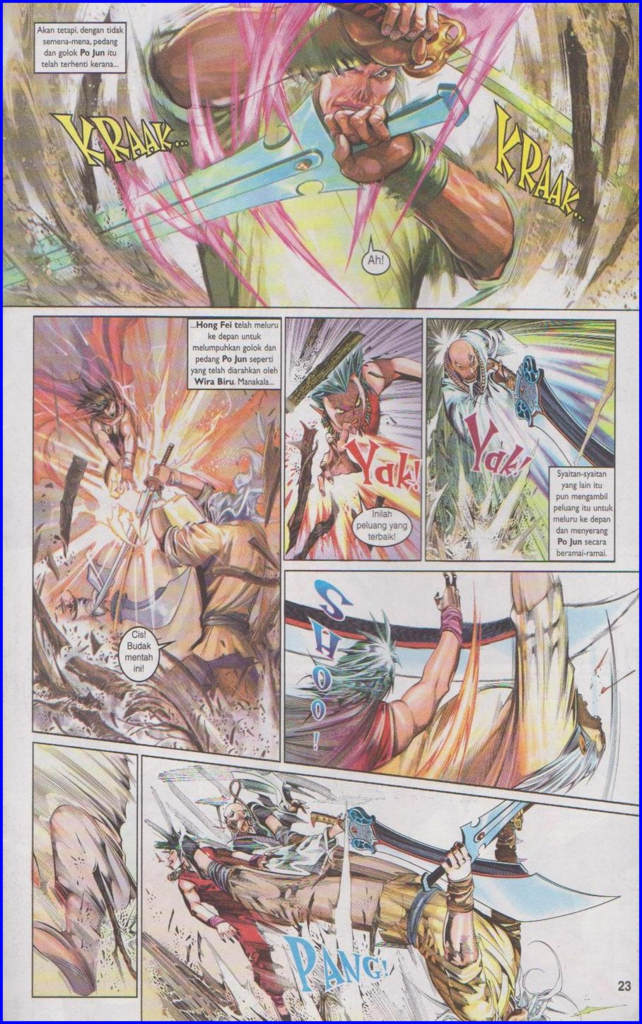 Akan tetapi, dengan tidak
semena-mena, pedang
dan golok Po Jun itu
telah terhenti kerana...
KRAAK...
KRAAK...
Ah!
...Hong Fei telah meluru
ke depan untuk
melumpuhkan golok dan
pedang Po Jun seperti
yang telah diarahkan oleh
Wira Biru. Manakala...
Cis!
Budak
mentah
ini!
Yak!
Inilah
peluang yang
terbaik!
Yak!
Syaitan-syaitan
yang lain itu
pun mengambil
peluang itu untuk
meluru ke depan
dan menyerang
Po Jun secara
beramai-ramai.
SHOO!
PANG!
23